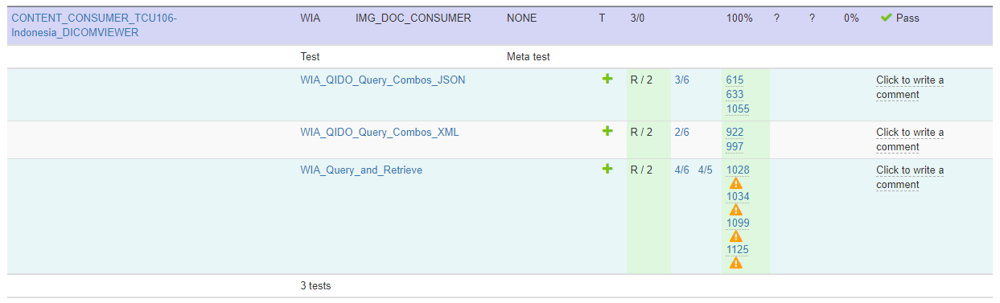 CONTENT_CONSUMER_TCU106-
Indonesia_DICOMVIEWER
WIA IMG_DOC_CONSUMER NONE T 3/0 100% ? ? 0% Pass
Test Meta test
WIA_QIDO_Query_Combos_JSON R / 2 3/6 615 Click to write a
633 comment
1055
WIA_QIDO_Query_Combos_XML R / 2 2/6 922 Click to write a
997 comment
WIA_Query_and_Retrieve R / 2 4/6 4/5 1028 Click to write a
comment
1034
1099
1125
3 tests